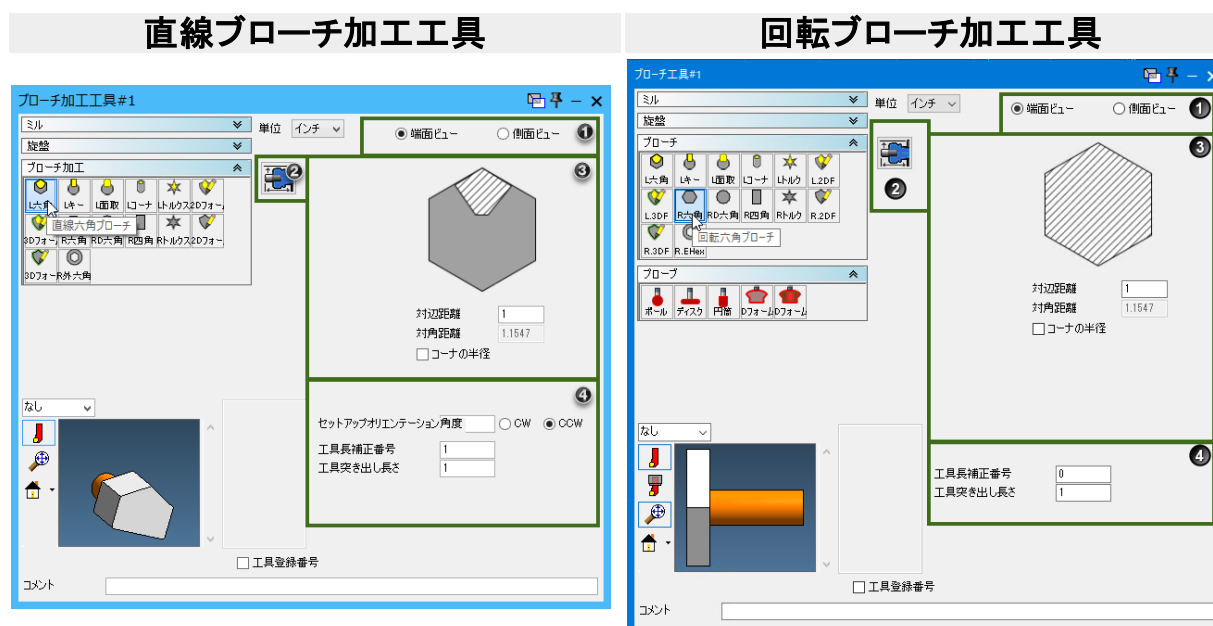 直線ブローチ加工工具
回転ブローチ加工工具
ブローチ加工工具#1
ミル
旋盤
ブローチ加工
L六角 Lキー L面取 Lコーナ Lトルクス 2Dフォー
直線六角ブローチ
3Dフォー R六角 RD六角 R四角 Rトルクス 2Dフォー
3Dフォー R外六角
単位 インチ
端面ビュー 側面ビュー 1
2
3
対辺距離 1
対角距離 1.1547
コーナの半径
4
セットアップオリエンテーション角度 CW CCW
工具長補正番号 1
工具突き出し長さ 1
なし
工具登録番号
コメント
ブローチ工具#1
ミル
旋盤
ブローチ
L六角 Lキー L面取 Lコーナ Lトルク L.2DF
L.3DF R六角 RD六角 R四角 Rトルク R.2DF
回転六角ブローチ
R.3DF R.EHex
プローブ
ボール ディスク 円筒 Dフォーム Dフォーム
単位 インチ
端面ビュー 側面ビュー 1
2
3
対辺距離 1
対角距離 1.1547
コーナの半径
4
工具長補正番号 0
工具突き出し長さ 1
なし
工具登録番号
コメント